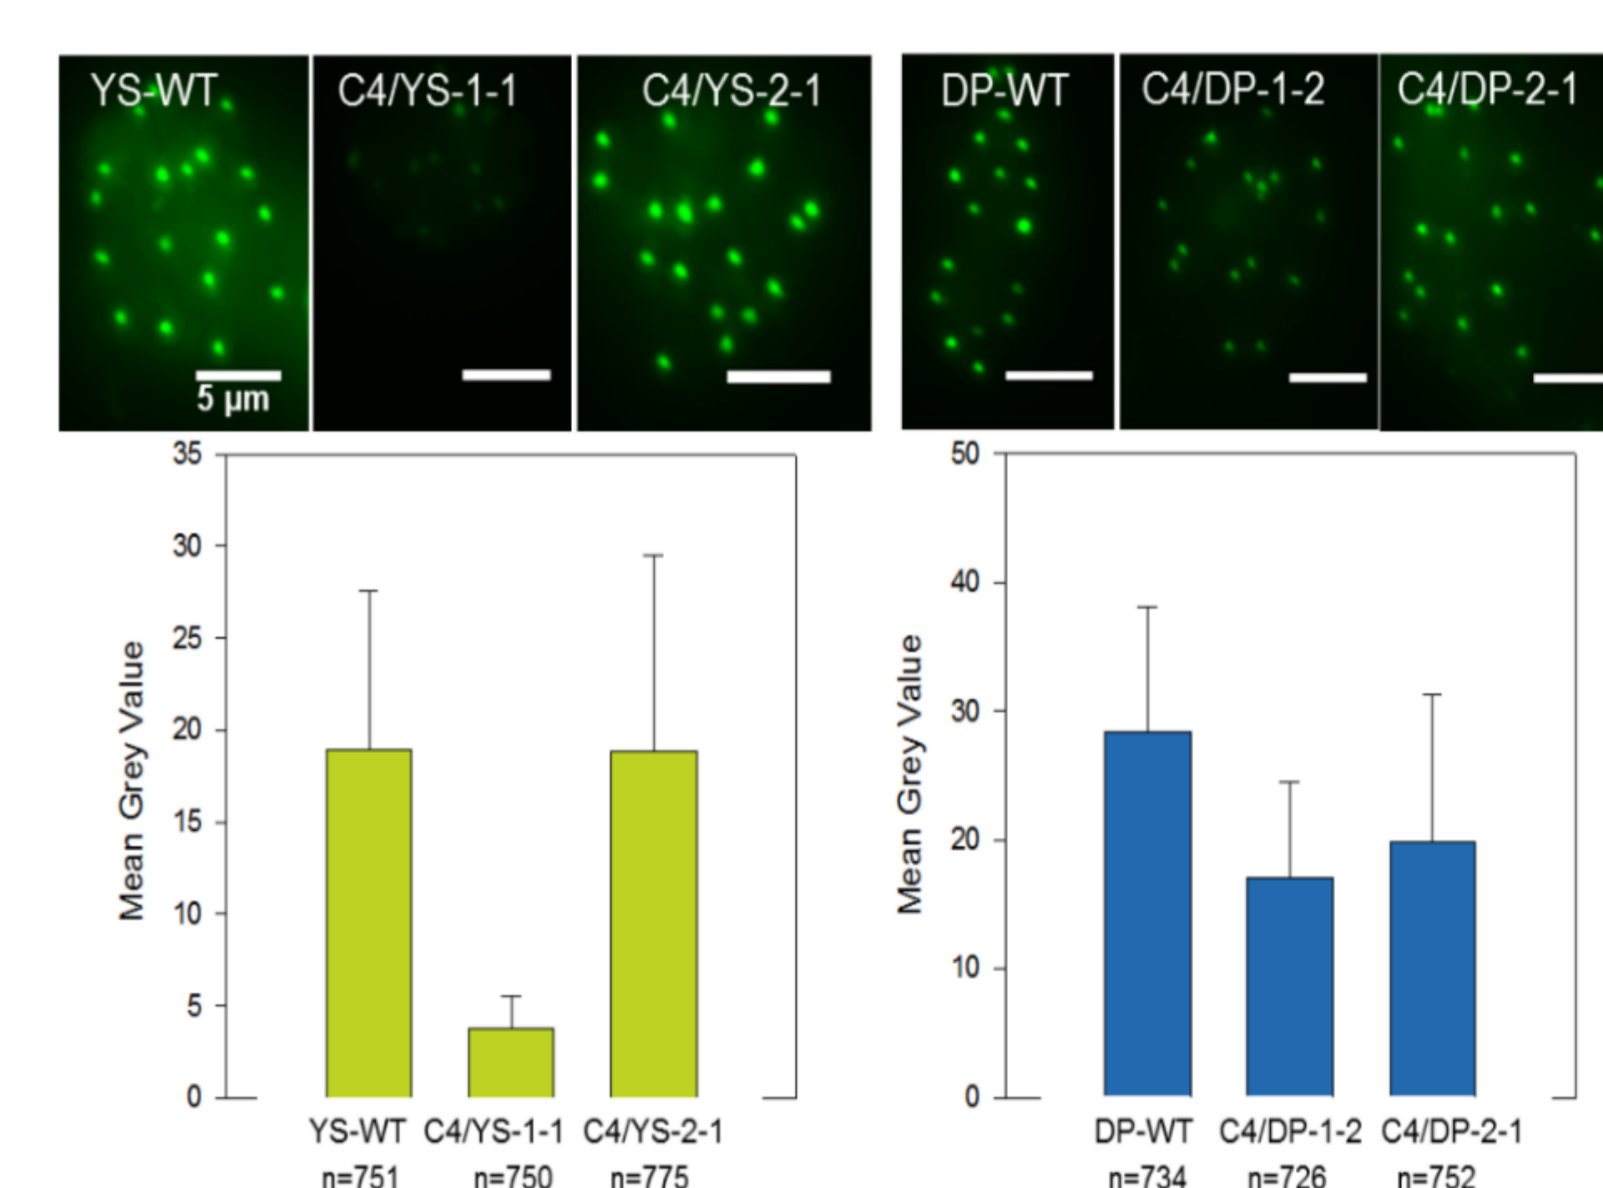 YS-WT C4/YS-1-1 C4/YS-2-1 DP-WT C4/DP-1-2 C4/DP-2-1
5 µm
35
30
25
20
15
10
5
0
Mean Grey Value
YS-WT C4/YS-1-1 C4/YS-2-1
n=751 n=750 n=775
50
40
30
20
10
0
Mean Grey Value
DP-WT C4/DP-1-2 C4/DP-2-1
n=734 n=726 n=752